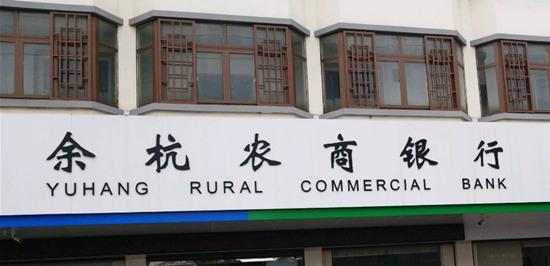 余杭农商银行
YUHANG RURAL COMMERCIAL BANK